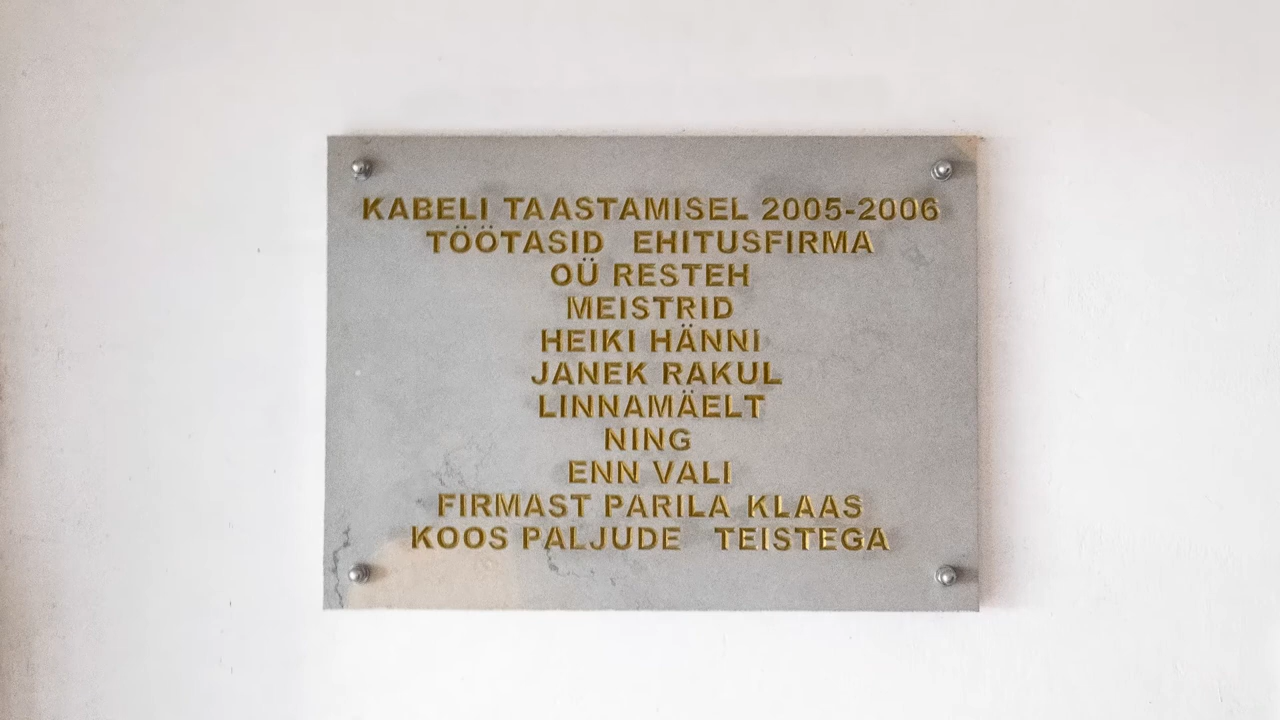 KABELI TAASTAMISEL 2005-2006
TÖÖTASID EHITUSFIRMA
OÜ RESTEH
MEISTRID
HEIKI HÄNNI
JANEK RAKUL
LINNAMÄELT
NING
ENN VALI
FIRMAST PARILA KLAAS
KOOS PALJUDE TEISTEGA